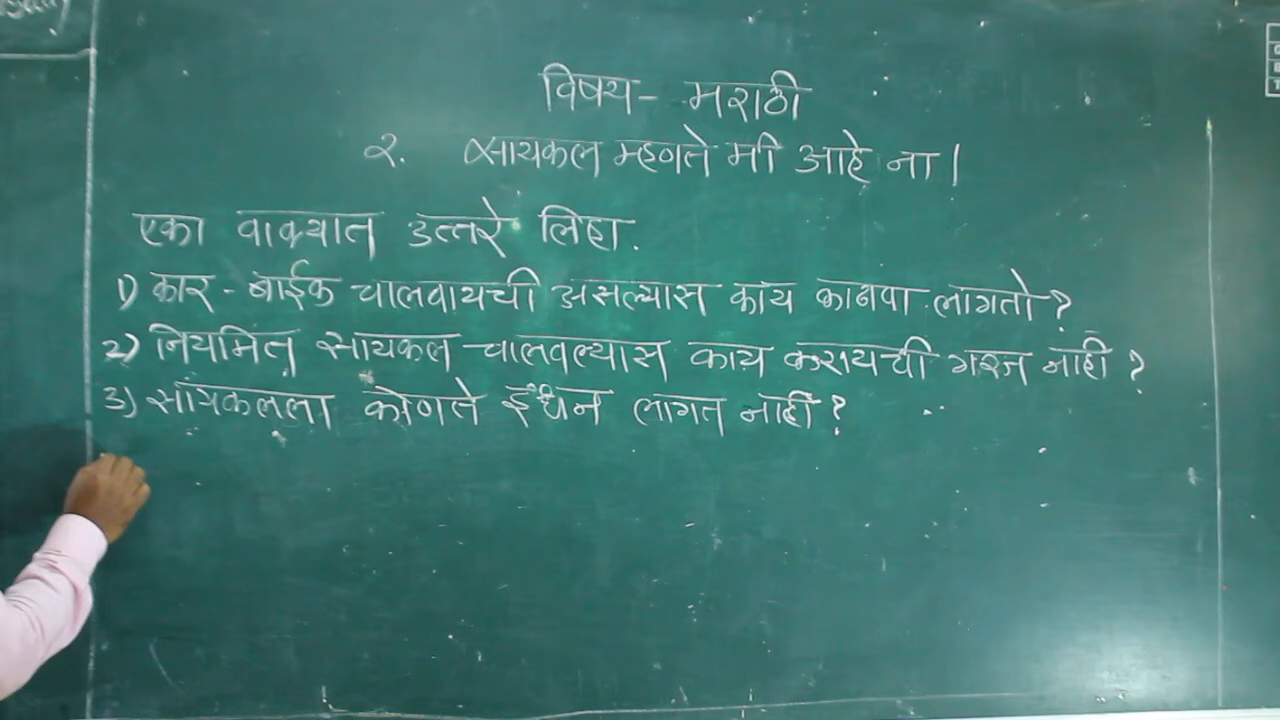 विषय - मराठी
२. सायकल म्हणते मी आहे ना।
एका वाक्यात उत्तरे लिहा.
1) कार - बाईक चालवायची असल्यास काय काढावा लागतो?
2) नियमित सायकल चालवल्यास काय करायची गरज नाही?
3) सायकलला कोणते इंधन लागत नाही?